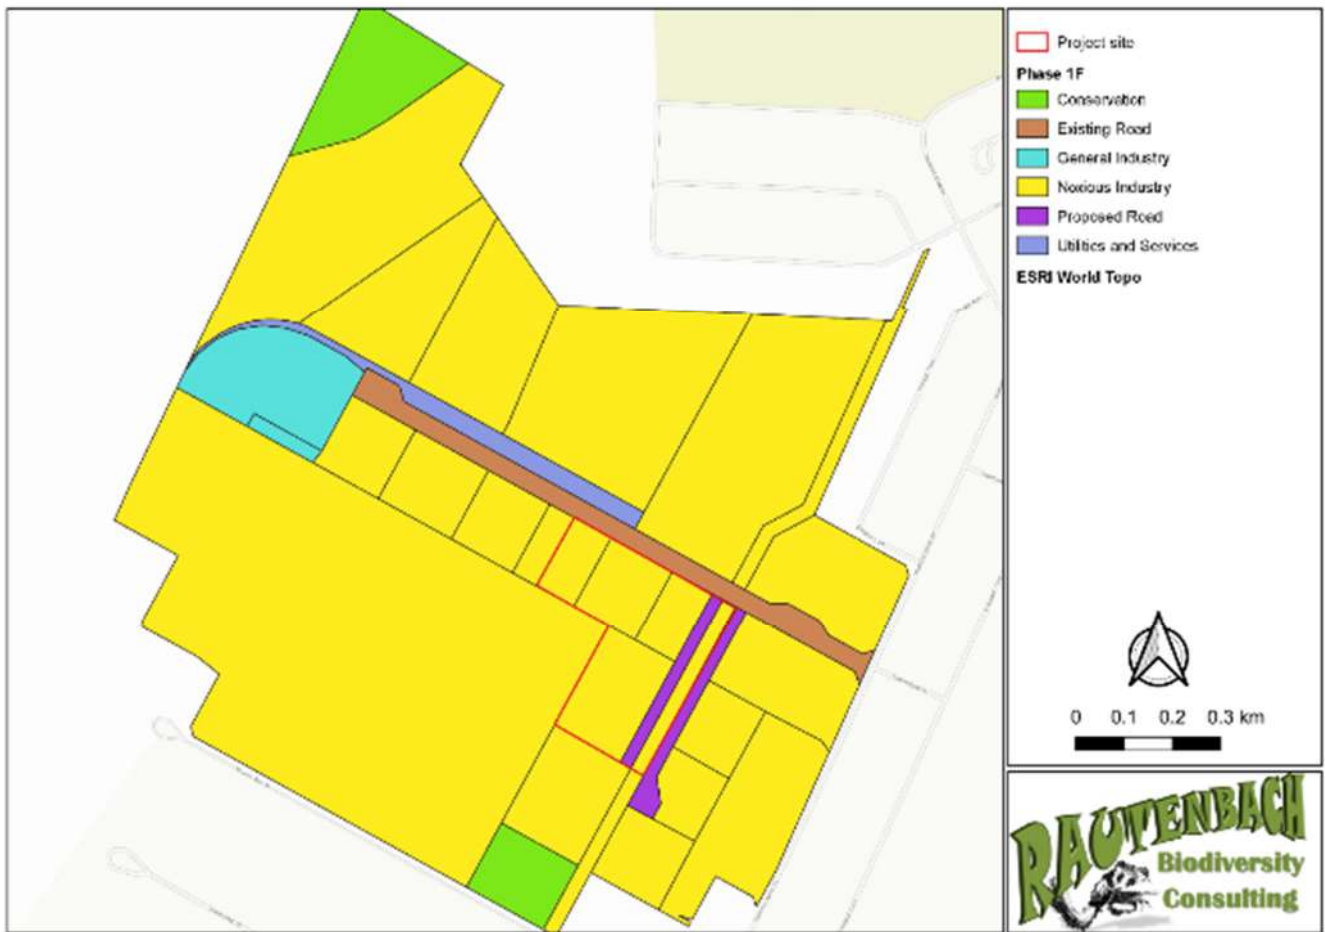 Project site
Phase 1F
Conservation
Existing Road
General Industry
Noxious Industry
Proposed Road
Utilities and Services
ESRI World Topo
0 0.1 0.2 0.3 km
RAUTENBACH
Biodiversity
Consulting